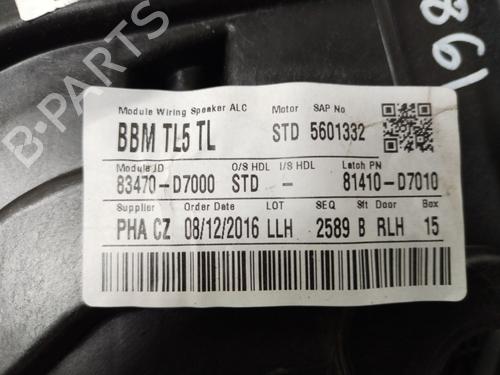 B-PARTS
861
Module Wiring Speaker ALC Motor SAP No
BBM TL5 TL STD 5601332
Module ID O/S HDL I/S HDL Latch PN
83470-D7000 STD - 81410-D7010
Supplier Order Date LOT SEQ Sft Door Box
PHA CZ 08/12/2016 LLH 2589 B RLH 15